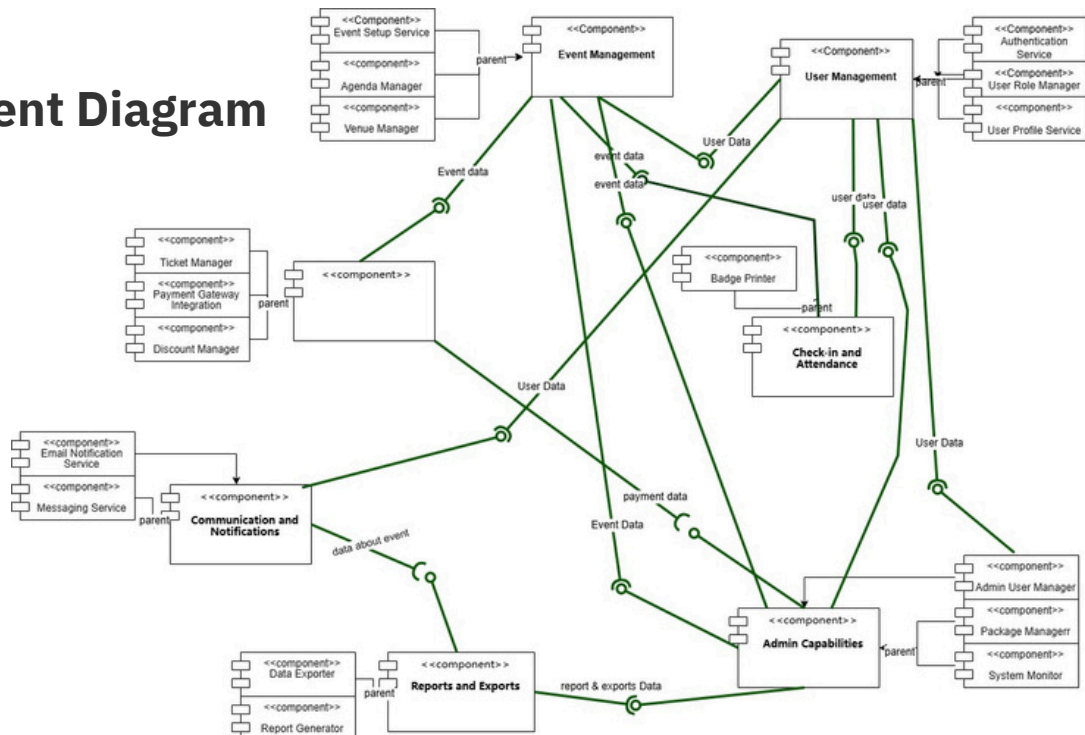 ent Diagram
<<Component>>
Event Setup Service
<<component>>
Agenda Manager
<<component>>
Venue Manager
parent
<<Component>>
Event Management
<<Component>>
User Management
parent
<<Component>>
Authentication
Service
<<Component>>
User Role Manager
<<component>>
User Profile Service
Event data
event data
event data
User Data
user data
user data
<<component>>
Badge Printer
parent
<<component>>
Check-in and
Attendance
<<component>>
Ticket Manager
<<component>>
Payment Gateway
Integration
<<component>>
Discount Manager
parent
<<component>>
User Data
User Data
<<component>>
Email Notification
Service
<<component>>
Messaging Service
parent
<<component>>
Communication and
Notifications
data about event
payment data
Event Data
<<component>>
Admin User Manager
<<component>>
Package Managerr
<<component>>
System Monitor
parent
<<component>>
Admin Capabilities
<<component>>
Data Exporter
<<component>>
Report Generator
parent
<<component>>
Reports and Exports
report & exports Data